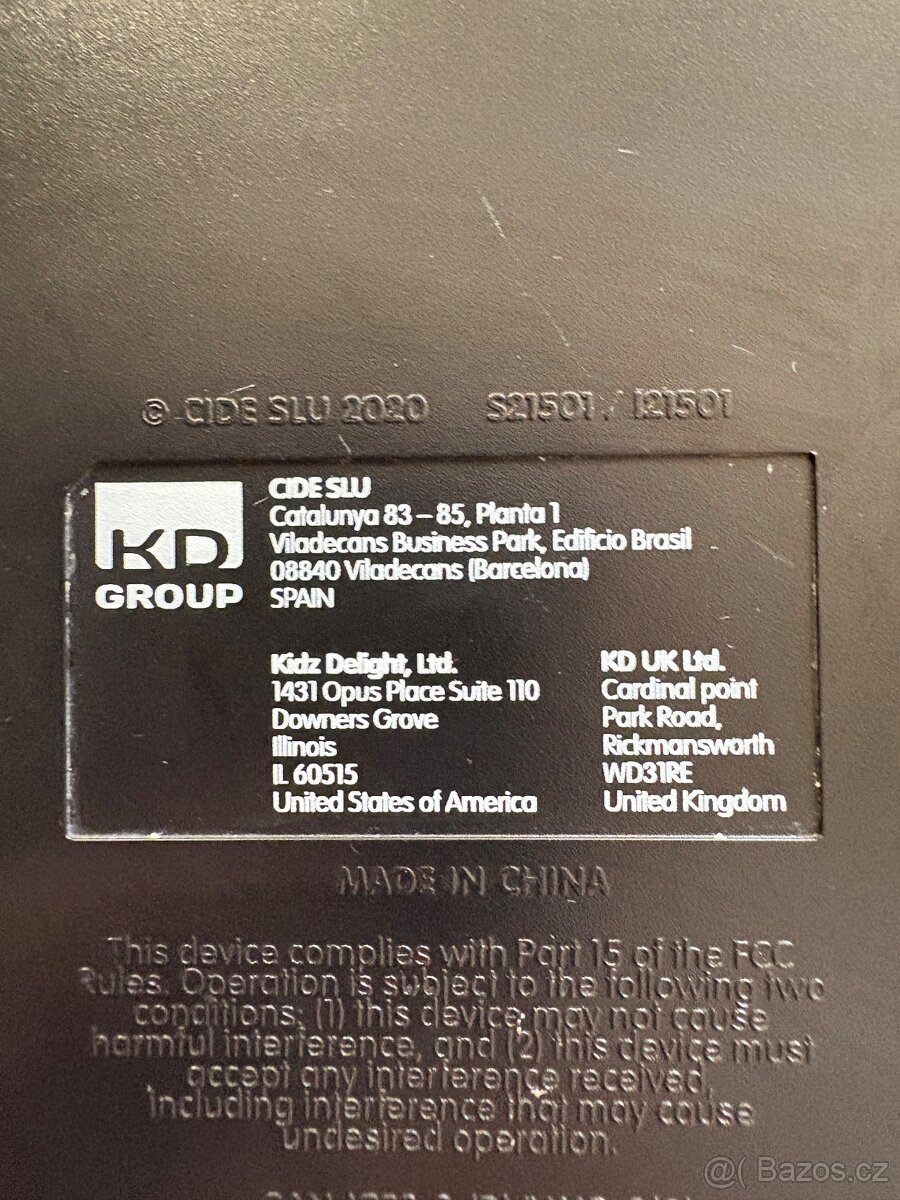 © CIDE SLU 2020 S21501 / I21501
KD
GROUP
CIDE SLU
Catalunya 83 – 85, Planta 1
Viladecans Business Park, Edificio Brasil
08840 Viladecans (Barcelona)
SPAIN
Kidz Delight, Ltd.
1431 Opus Place Suite 110
Downers Grove
Illinois
IL 60515
United States of America
KD UK Ltd.
Cardinal point
Park Road,
Rickmansworth
WD31RE
United Kingdom
MADE IN CHINA
This device complies with Part 15 of the FCC
Rules. Operation is subject to the following two
conditions: (1) this device may not cause
harmful interference, and (2) this device must
accept any interference received,
including interference that may cause
undesired operation.
@( Bazoš.cz